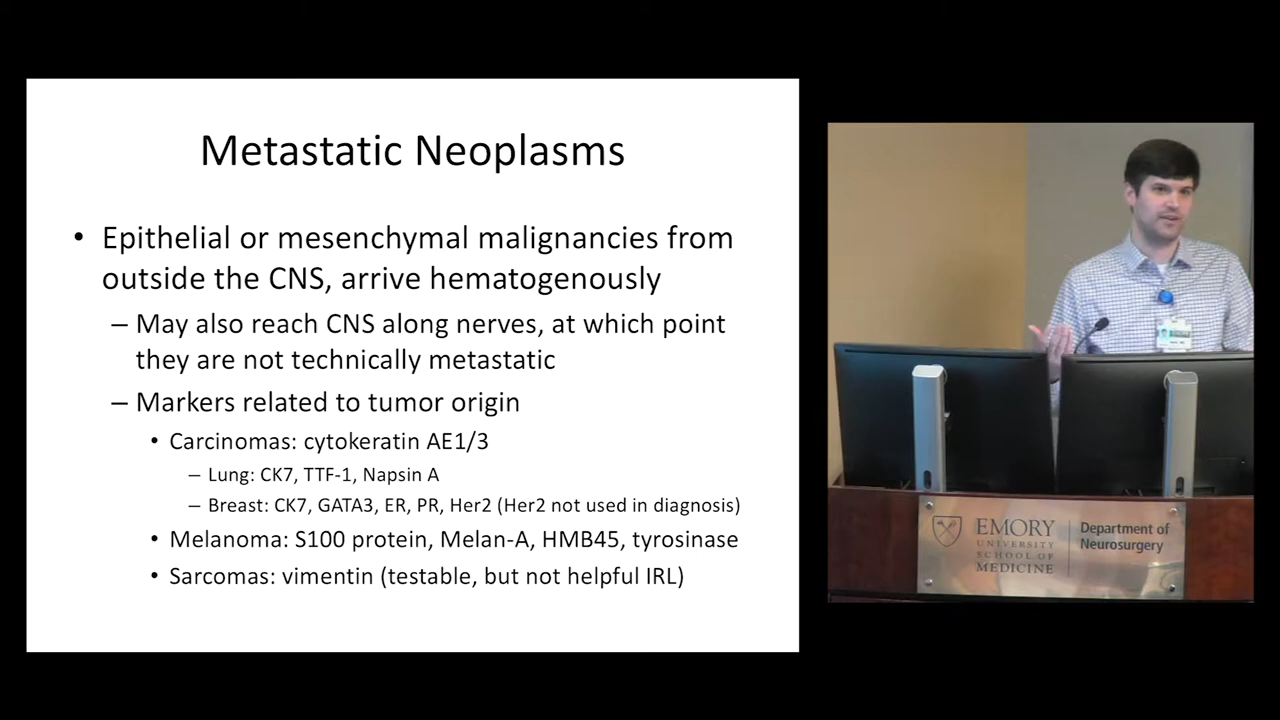 Metastatic Neoplasms
• Epithelial or mesenchymal malignancies from
outside the CNS, arrive hematogenously
– May also reach CNS along nerves, at which point
they are not technically metastatic
– Markers related to tumor origin
• Carcinomas: cytokeratin AE1/3
– Lung: CK7, TTF-1, Napsin A
– Breast: CK7, GATA3, ER, PR, Her2 (Her2 not used in diagnosis)
• Melanoma: S100 protein, Melan-A, HMB45, tyrosinase
• Sarcomas: vimentin (testable, but not helpful IRL)
EMORY
UNIVERSITY
SCHOOL OF
MEDICINE
Department of
Neurosurgery